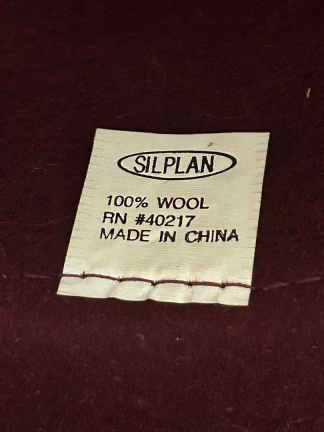 SILPLAN
100% WOOL
RN #40217
MADE IN CHINA